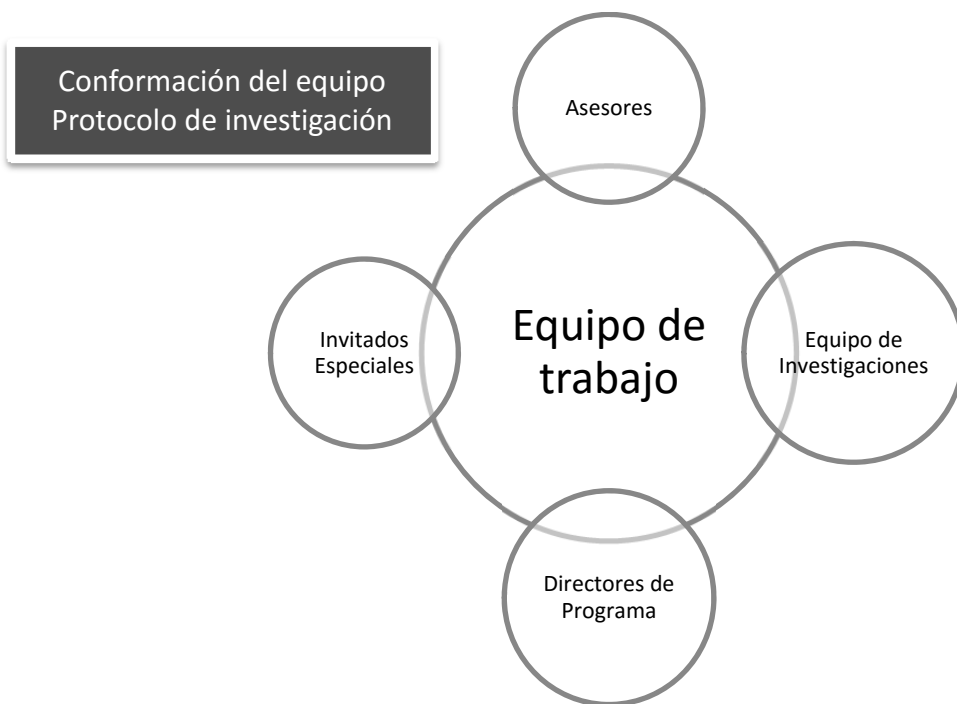 Conformación del equipo
Protocolo de investigación
Asesores
Invitados
Especiales
Equipo de
trabajo
Equipo de
Investigaciones
Directores de
Programa